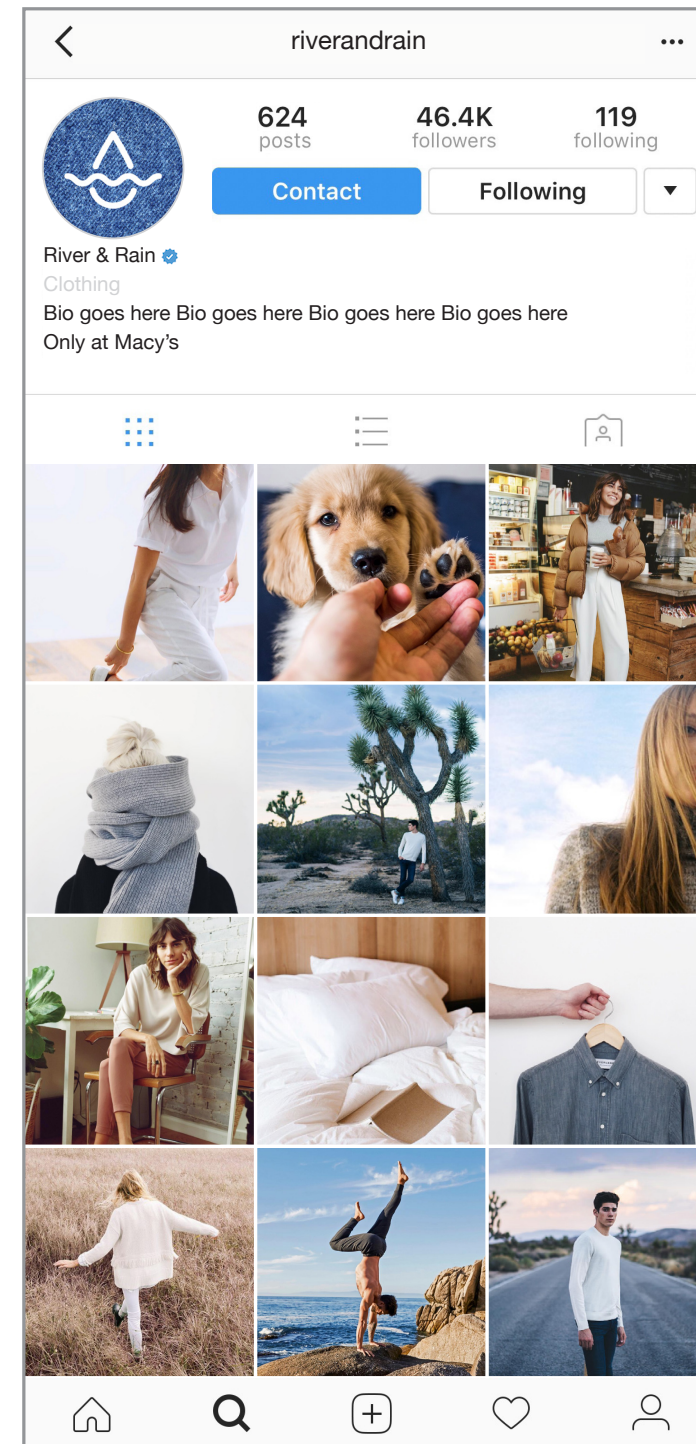 riverandrain
624 46.4K 119
posts followers following
Contact Following
River & Rain
Clothing
Bio goes here Bio goes here Bio goes here Bio goes here
Only at Macy's